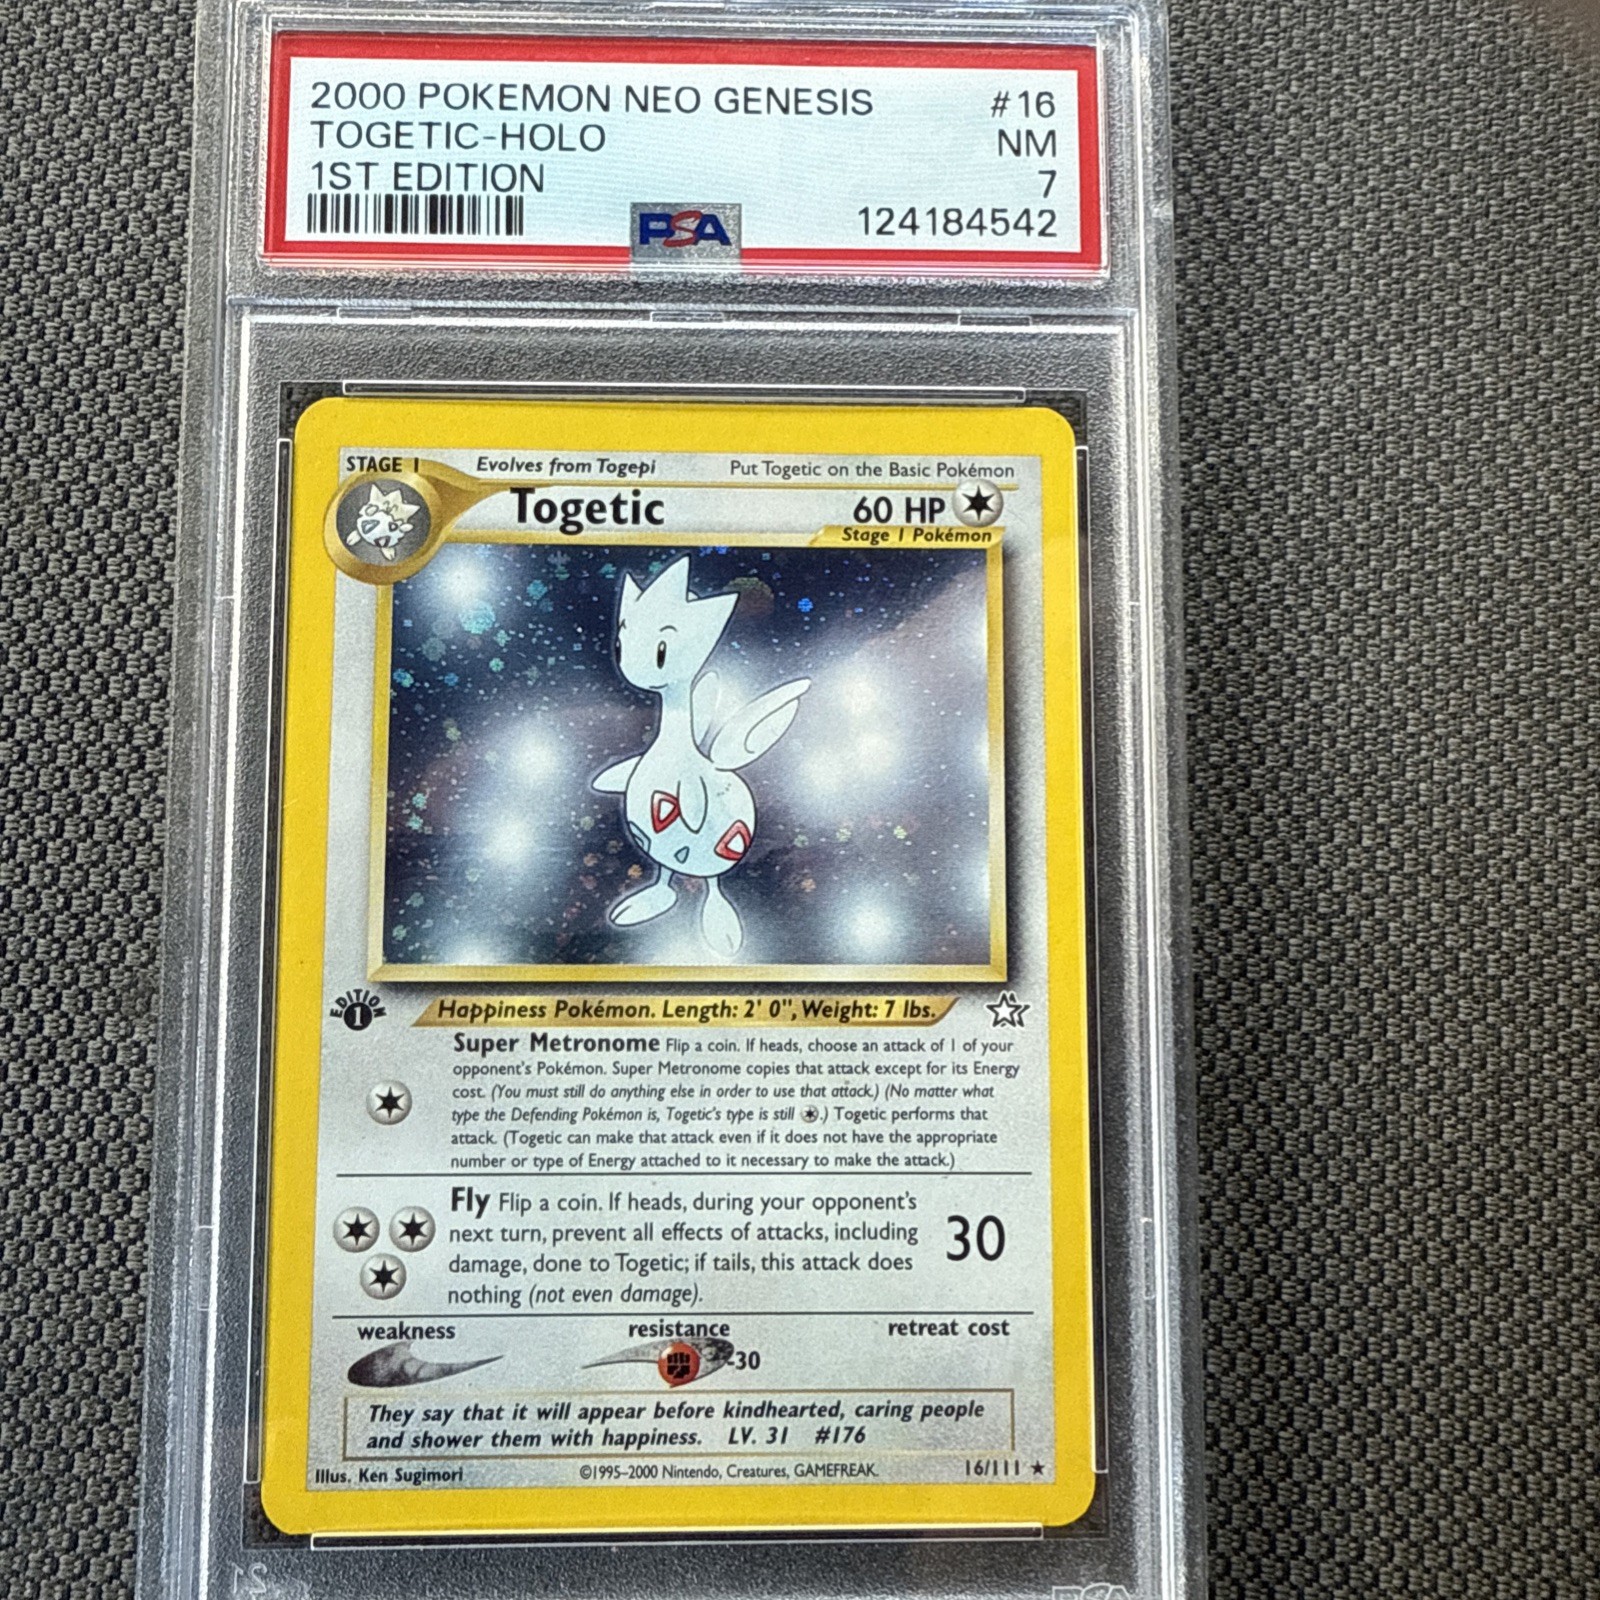 2000 POKEMON NEO GENESIS #16
TOGETIC-HOLO NM
1ST EDITION 7
PSA 124184542
STAGE 1 Evolves from Togepi Put Togetic on the Basic Pokémon
Togetic 60 HP
Stage 1 Pokémon
EDITION 1
Happiness Pokémon. Length: 2' 0", Weight: 7 lbs.
Super Metronome Flip a coin. If heads, choose an attack of 1 of your
opponent's Pokémon. Super Metronome copies that attack except for its Energy
cost. (You must still do anything else in order to use that attack.) (No matter what
type the Defending Pokémon is, Togetic's type is still .) Togetic performs that
attack. (Togetic can make that attack even if it does not have the appropriate
number or type of Energy attached to it necessary to make the attack.)
Fly Flip a coin. If heads, during your opponent's
next turn, prevent all effects of attacks, including
damage, done to Togetic; if tails, this attack does
nothing (not even damage).
30
weakness resistance retreat cost
-30
They say that it will appear before kindhearted, caring people
and shower them with happiness. LV. 31 #176
Illus. Ken Sugimori ©1995-2000 Nintendo, Creatures, GAMEFREAK. 16/111 ★
PSA